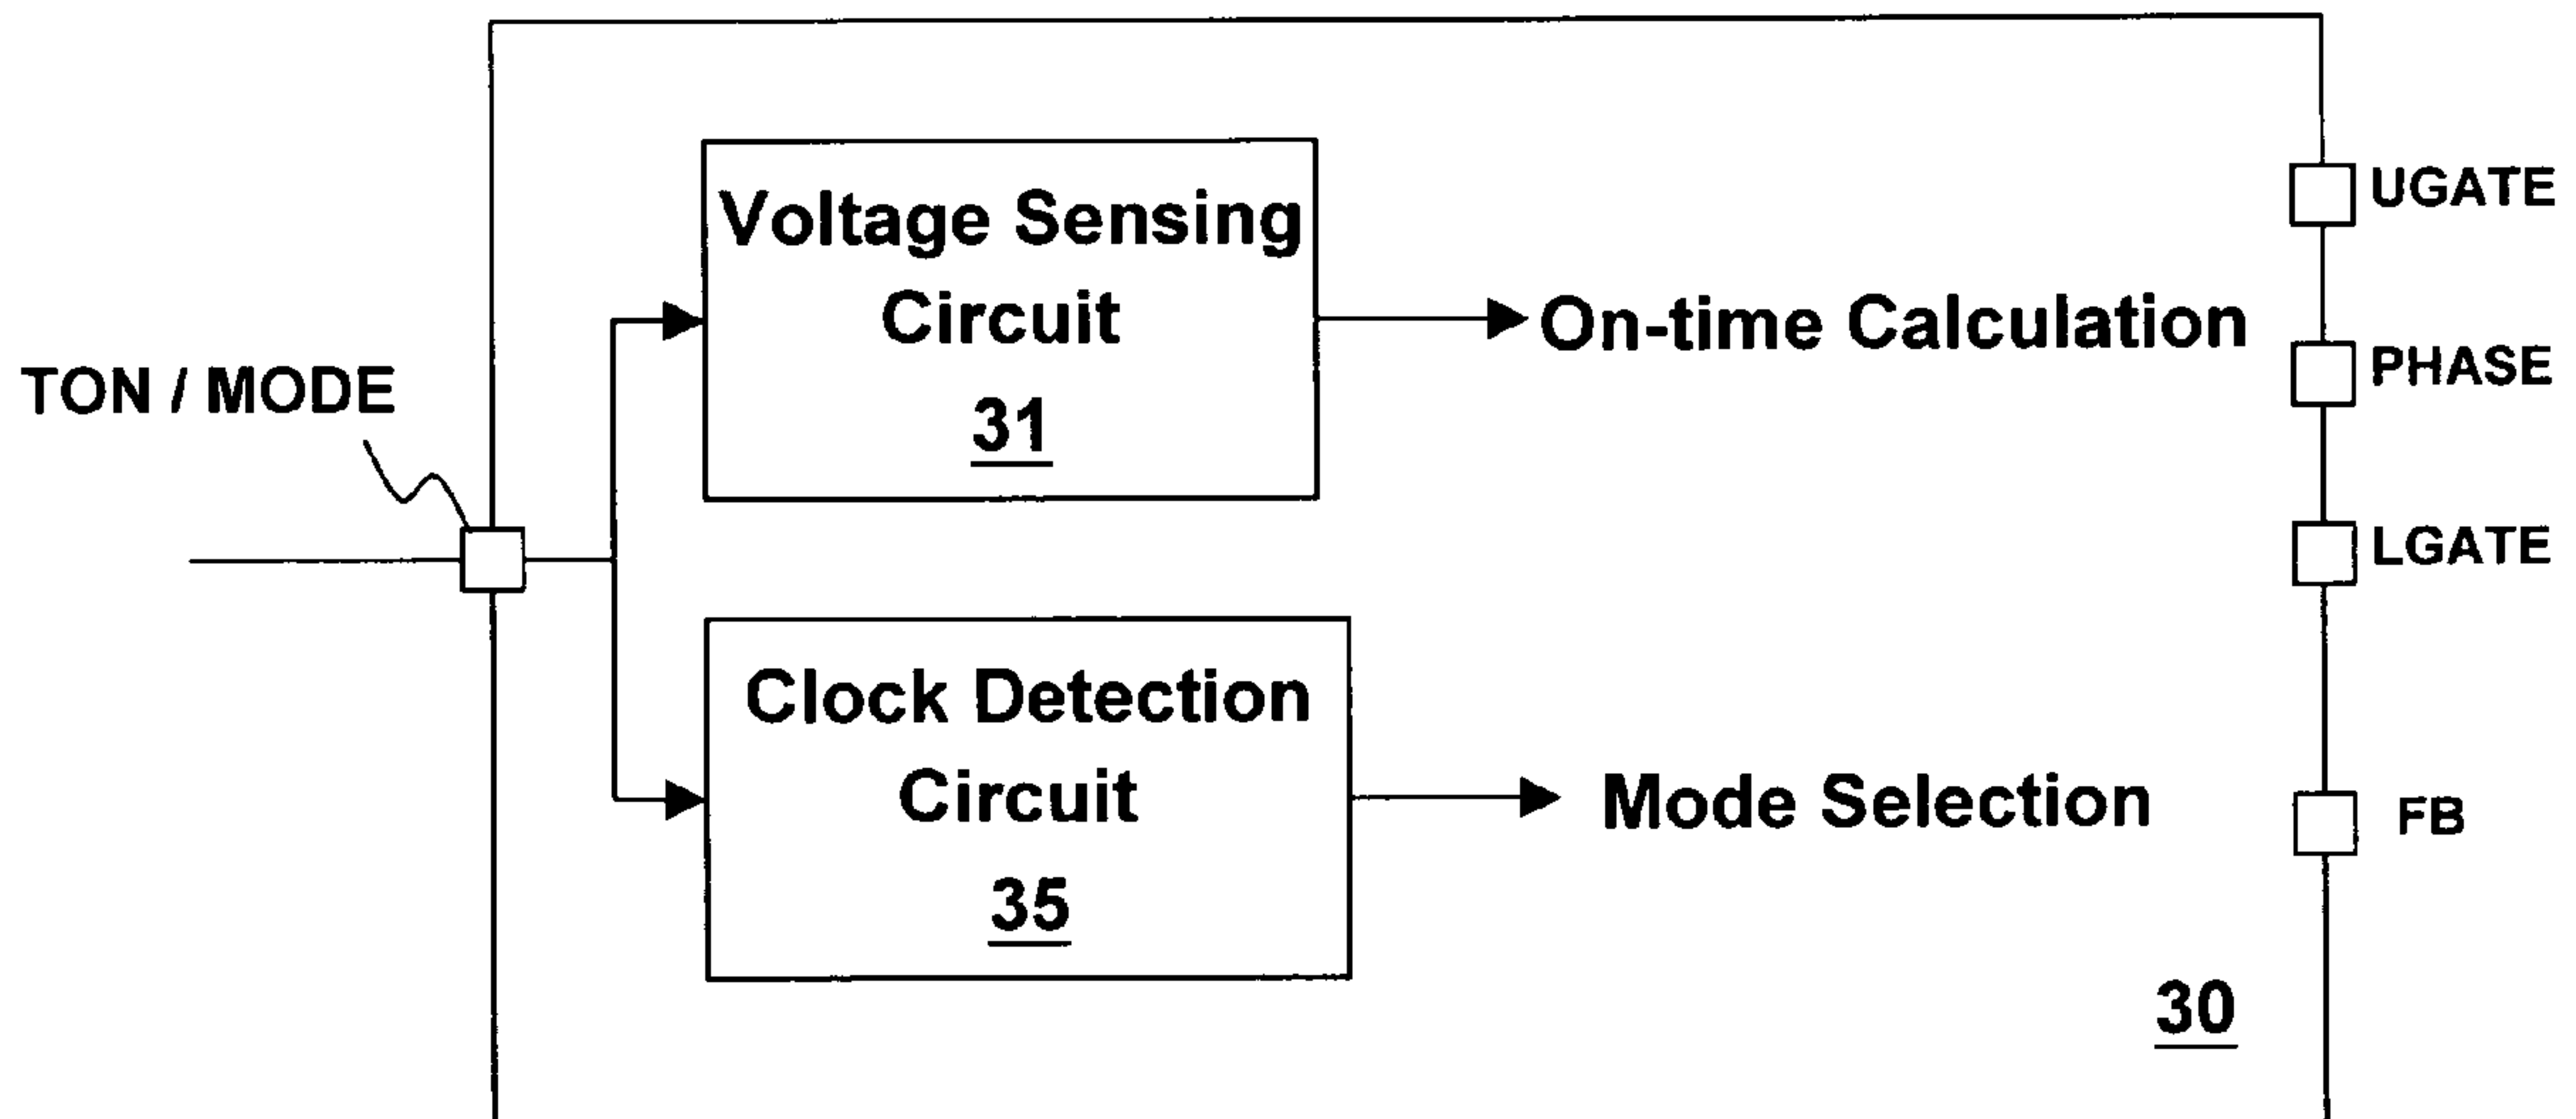 TON / MODE
Voltage Sensing
Circuit
31
On-time Calculation
Clock Detection
Circuit
35
Mode Selection
30
UGATE
PHASE
LGATE
FB